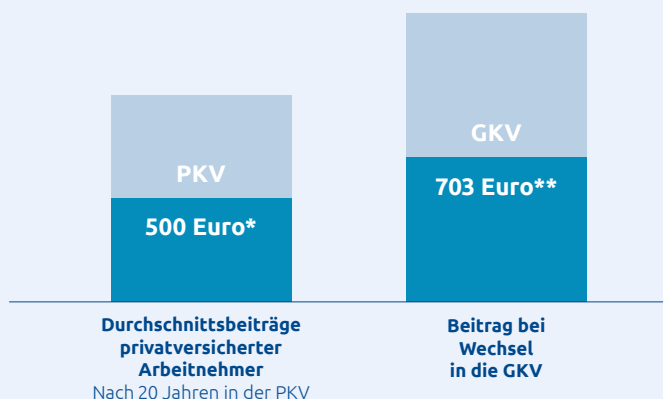 PKV
500 Euro*
GKV
703 Euro**
Durchschnittsbeiträge
privatversicherter
Arbeitnehmer
Nach 20 Jahren in der PKV
Beitrag bei
Wechsel
in die GKV